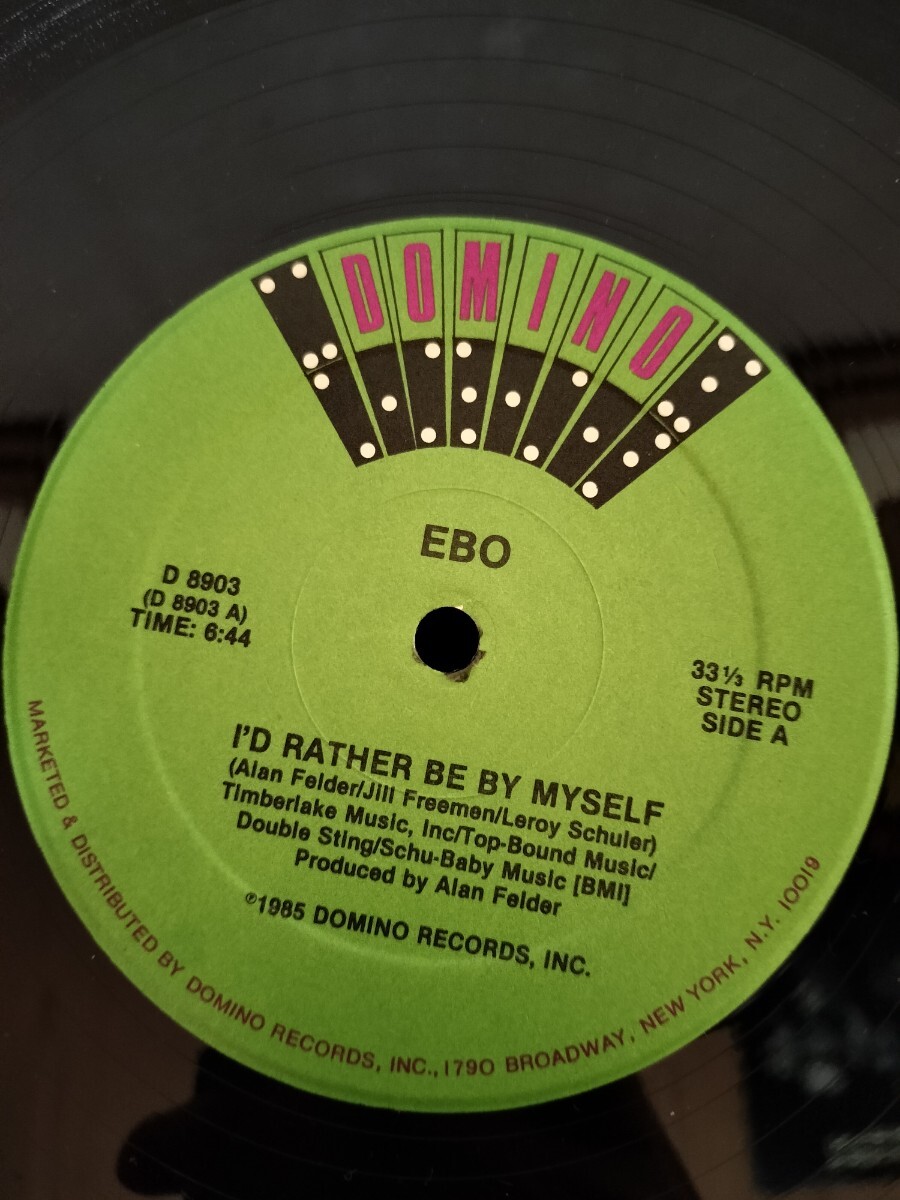 DOMINO
EBO
D 8903
(D 8903 A)
TIME: 6:44
33⅓ RPM
STEREO
SIDE A
I'D RATHER BE BY MYSELF
(Alan Felder/Jill Freemen/Leroy Schuler)
Timberlake Music, Inc/Top-Bound Music/
Double Sting/Schu-Baby Music [BMI]
Produced by Alan Felder
℗1985 DOMINO RECORDS, INC.
MARKETED & DISTRIBUTED BY DOMINO RECORDS, INC., 1790 BROADWAY, NEW YORK, N.Y. 10019